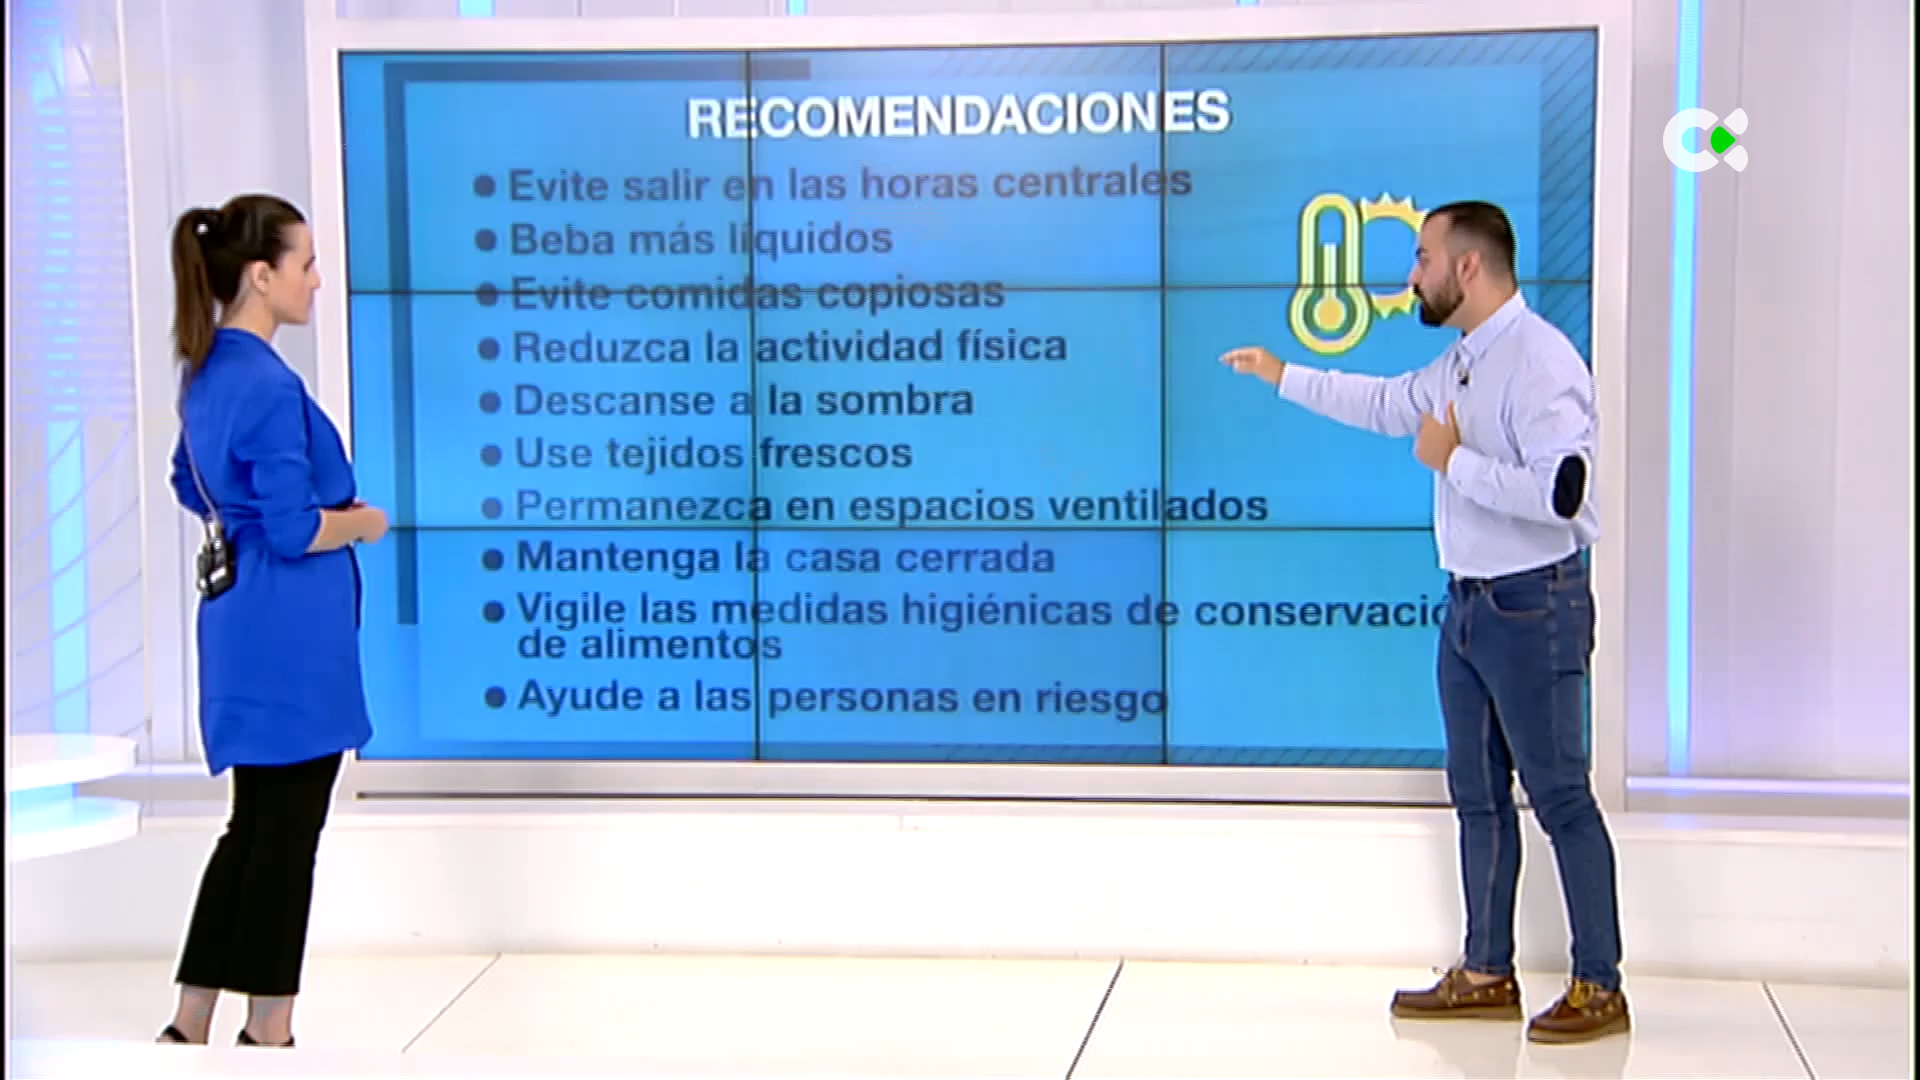 RECOMENDACIONES
● Evite salir en las horas centrales
● Beba más líquidos
● Evite comidas copiosas
● Reduzca la actividad física
● Descanse a la sombra
● Use tejidos frescos
● Permanezca en espacios ventilados
● Mantenga la casa cerrada
● Vigile las medidas higiénicas de conservació
de alimentos
● Ayude a las personas en riesgo